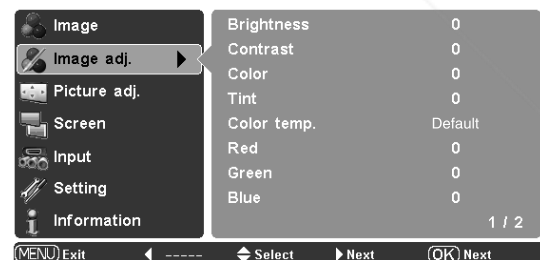 Image
Image adj.
Picture adj.
Screen
Input
Setting
Information
Brightness 0
Contrast 0
Color 0
Tint 0
Color temp. Default
Red 0
Green 0
Blue 0
1 / 2
MENU Exit ----- Select Next OK Next